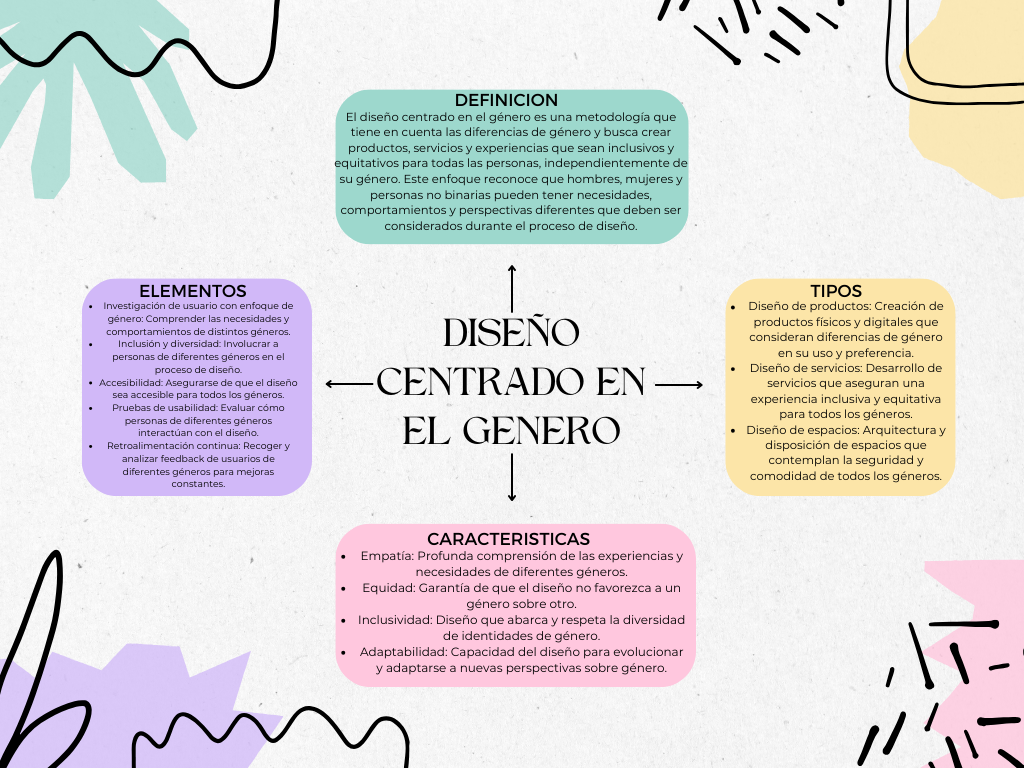 DEFINICION
El diseño centrado en el género es una metodología que
tiene en cuenta las diferencias de género y busca crear
productos, servicios y experiencias que sean inclusivos y
equitativos para todas las personas, independientemente de
su género. Este enfoque reconoce que hombres, mujeres y
personas no binarias pueden tener necesidades,
comportamientos y perspectivas diferentes que deben ser
considerados durante el proceso de diseño.
ELEMENTOS
• Investigación de usuario con enfoque de
género: Comprender las necesidades y
comportamientos de distintos géneros.
• Inclusión y diversidad: Involucrar a
personas de diferentes géneros en el
proceso de diseño.
• Accesibilidad: Asegurarse de que el diseño
sea accesible para todos los géneros.
• Pruebas de usabilidad: Evaluar cómo
personas de diferentes géneros
interactúan con el diseño.
• Retroalimentación continua: Recoger y
analizar feedback de usuarios de
diferentes géneros para mejoras
constantes.
DISEÑO
CENTRADO EN
EL GENERO
TIPOS
• Diseño de productos: Creación de
productos físicos y digitales que
consideran diferencias de género
en su uso y preferencia.
• Diseño de servicios: Desarrollo de
servicios que aseguran una
experiencia inclusiva y equitativa
para todos los géneros.
• Diseño de espacios: Arquitectura y
disposición de espacios que
contemplan la seguridad y
comodidad de todos los géneros.
CARACTERISTICAS
• Empatía: Profunda comprensión de las experiencias y
necesidades de diferentes géneros.
• Equidad: Garantía de que el diseño no favorezca a un
género sobre otro.
• Inclusividad: Diseño que abarca y respeta la diversidad
de identidades de género.
• Adaptabilidad: Capacidad del diseño para evolucionar
y adaptarse a nuevas perspectivas sobre género.